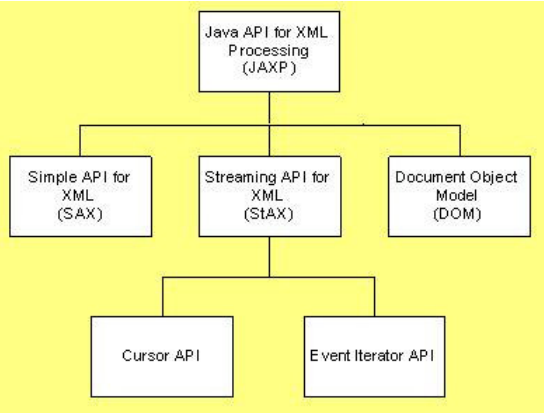 Java API for XML
Processing
(JAXP)
Simple API for
XML
(SAX)
Streaming API for
XML
(StAX)
Document Object
Model
(DOM)
Cursor API
Event Iterator API